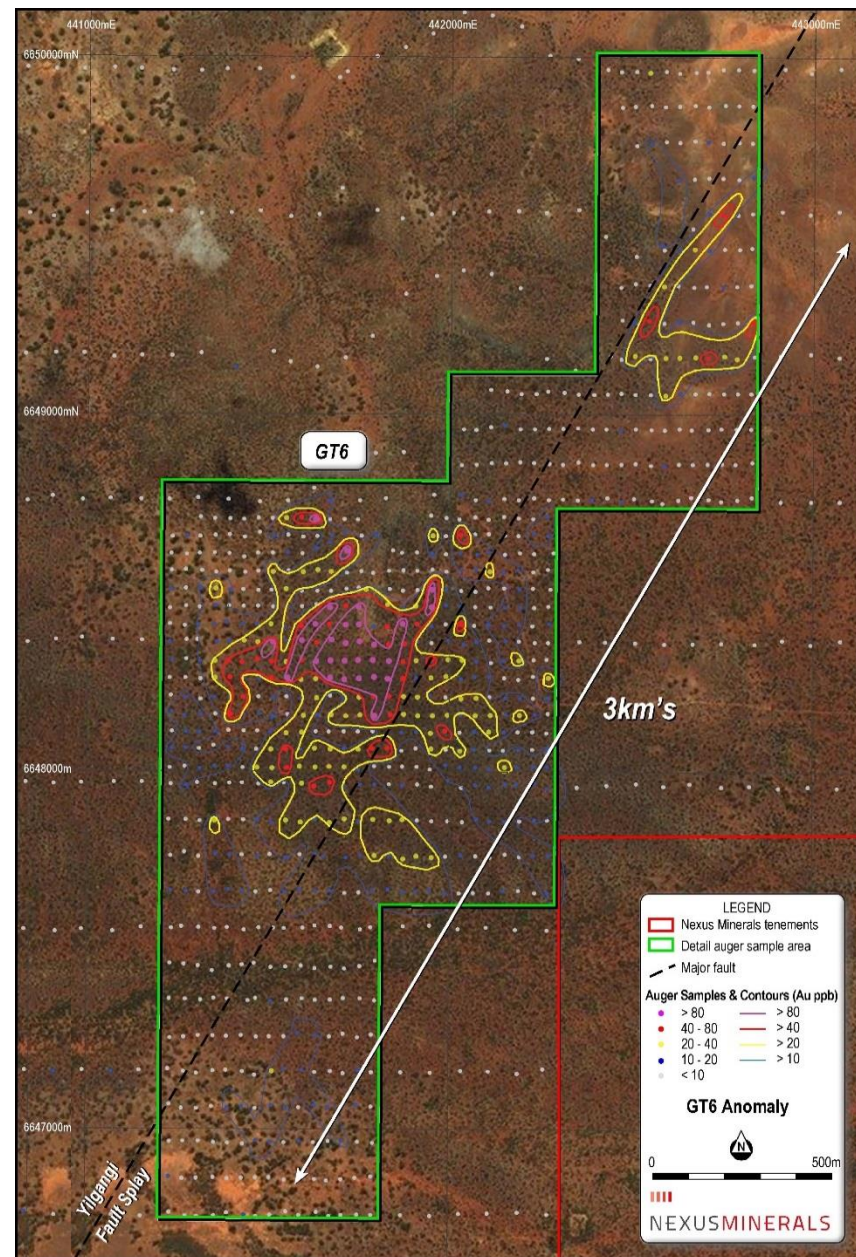 441000mE
442000mE
443000mE
6650000mN
6649000mN
GT6
3km's
6648000m
6647000m
Yilgangi
Fault Splay
LEGEND
Nexus Minerals tenements
Detail auger sample area
Major fault
Auger Samples & Contours (Au ppb)
> 80 > 80
40 - 80 > 40
20 - 40 > 20
10 - 20 > 10
< 10
GT6 Anomaly
N
0 500m
NEXUSMINERALS